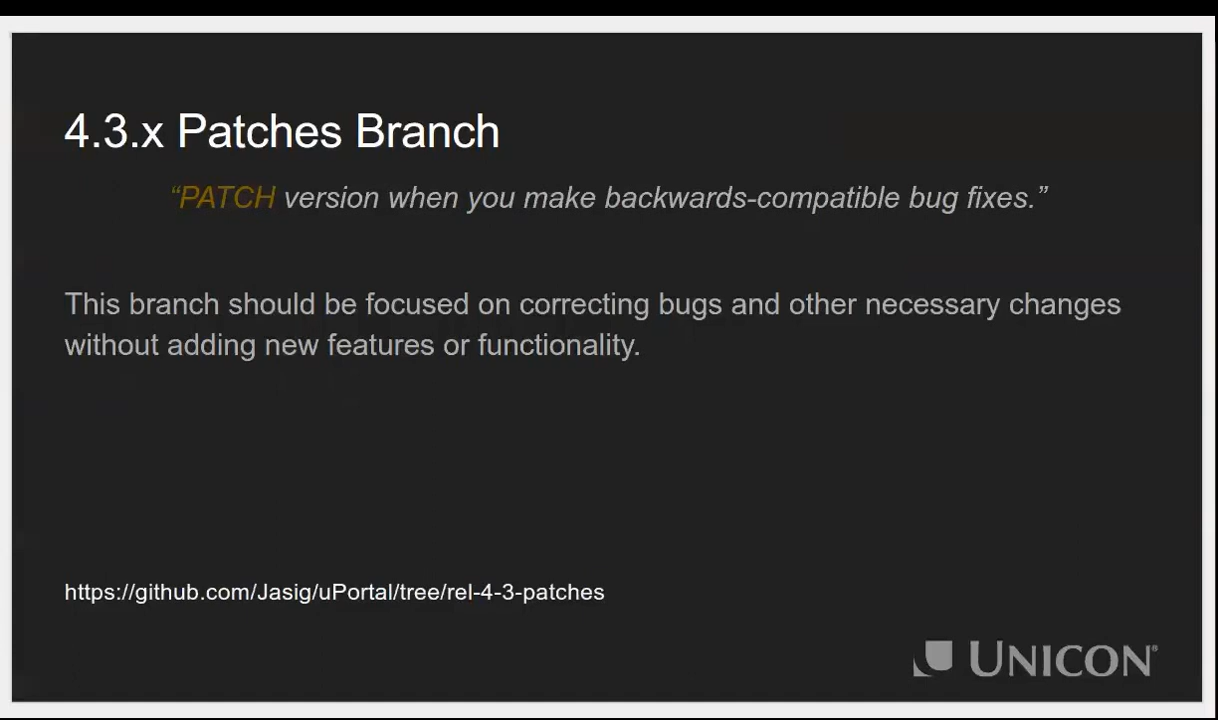 4.3.x Patches Branch
“PATCH version when you make backwards-compatible bug fixes.”
This branch should be focused on correcting bugs and other necessary changes
without adding new features or functionality.
https://github.com/Jasig/uPortal/tree/rel-4-3-patches
UNICON®